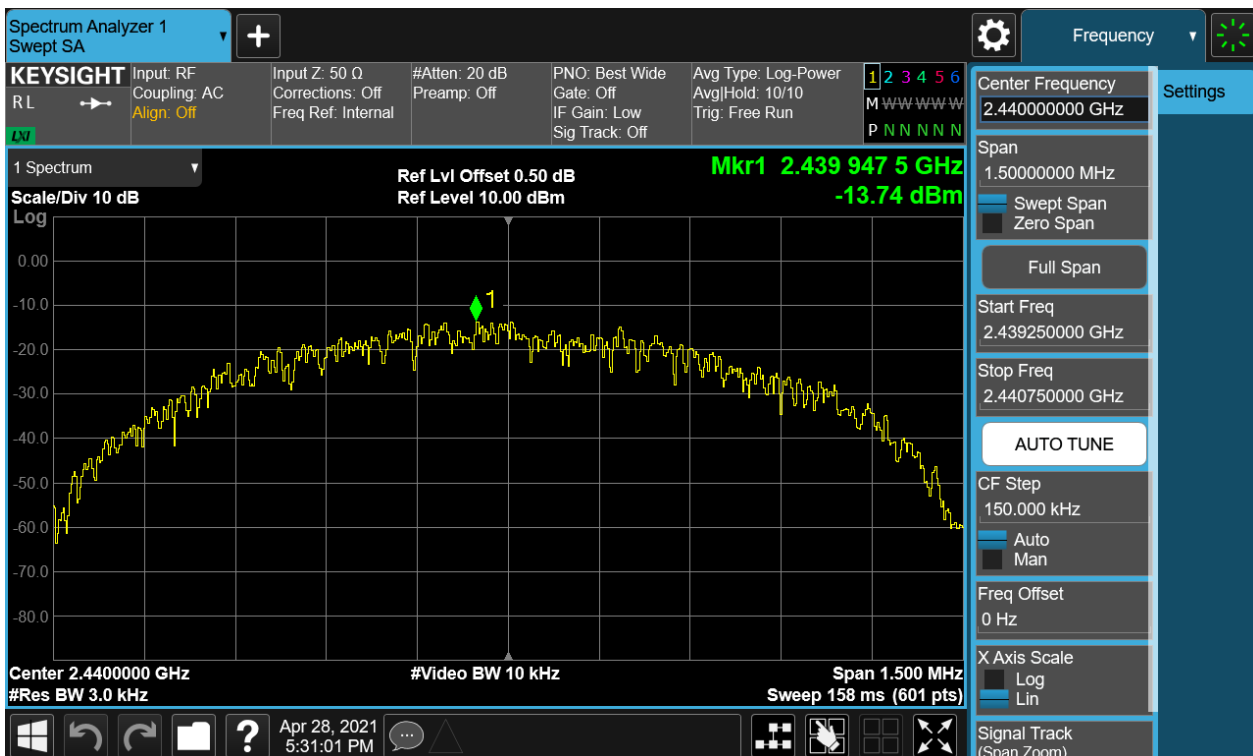 Spectrum Analyzer 1
Swept SA
+
Frequency
KEYSIGHT
R L
LXI
Input: RF
Coupling: AC
Align: Off
Input Z: 50 Ω
Corrections: Off
Freq Ref: Internal
#Atten: 20 dB
Preamp: Off
PNO: Best Wide
Gate: Off
IF Gain: Low
Sig Track: Off
Avg Type: Log-Power
Avg|Hold: 10/10
Trig: Free Run
1 2 3 4 5 6
M W W W W W
P N N N N N
1 Spectrum
Scale/Div 10 dB
Log
Ref Lvl Offset 0.50 dB
Ref Level 10.00 dBm
Mkr1 2.439 947 5 GHz
-13.74 dBm
0.00
-10.0
-20.0
-30.0
-40.0
-50.0
-60.0
-70.0
-80.0
1
Center 2.4400000 GHz
#Res BW 3.0 kHz
#Video BW 10 kHz
Span 1.500 MHz
Sweep 158 ms (601 pts)
Center Frequency
2.440000000 GHz
Settings
Span
1.50000000 MHz
Swept Span
Zero Span
Full Span
Start Freq
2.439250000 GHz
Stop Freq
2.440750000 GHz
AUTO TUNE
CF Step
150.000 kHz
Auto
Man
Freq Offset
0 Hz
X Axis Scale
Log
Lin
Signal Track
(Span Zoom)
?
Apr 28, 2021
5:31:01 PM